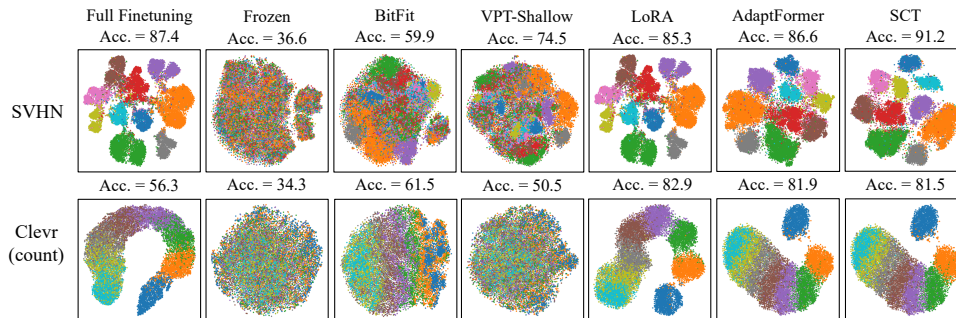 Full Finetuning Frozen BitFit VPT-Shallow LoRA AdaptFormer SCT
Acc. = 87.4 Acc. = 36.6 Acc. = 59.9 Acc. = 74.5 Acc. = 85.3 Acc. = 86.6 Acc. = 91.2
SVHN
Acc. = 56.3 Acc. = 34.3 Acc. = 61.5 Acc. = 50.5 Acc. = 82.9 Acc. = 81.9 Acc. = 81.5
Clevr
(count)